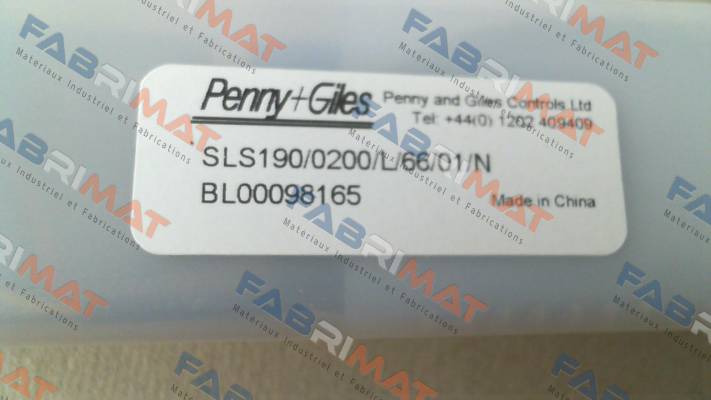 Penny+Giles Penny and Giles Controls Ltd
Tel: +44(0) 1202 409409
SLS190/0200/L/66/01/N
BL00098165 Made in China
FABRIMAT
Materiaux Industriel et Fabrications